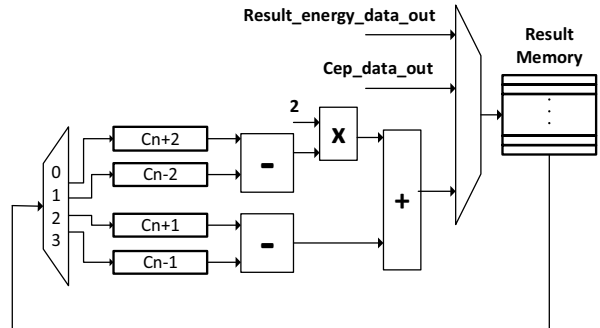 Result_energy_data_out
Result
Memory
Cep_data_out
2
Cn+2
X
0
Cn-2
-
1
+
2
Cn+1
3
-
Cn-1